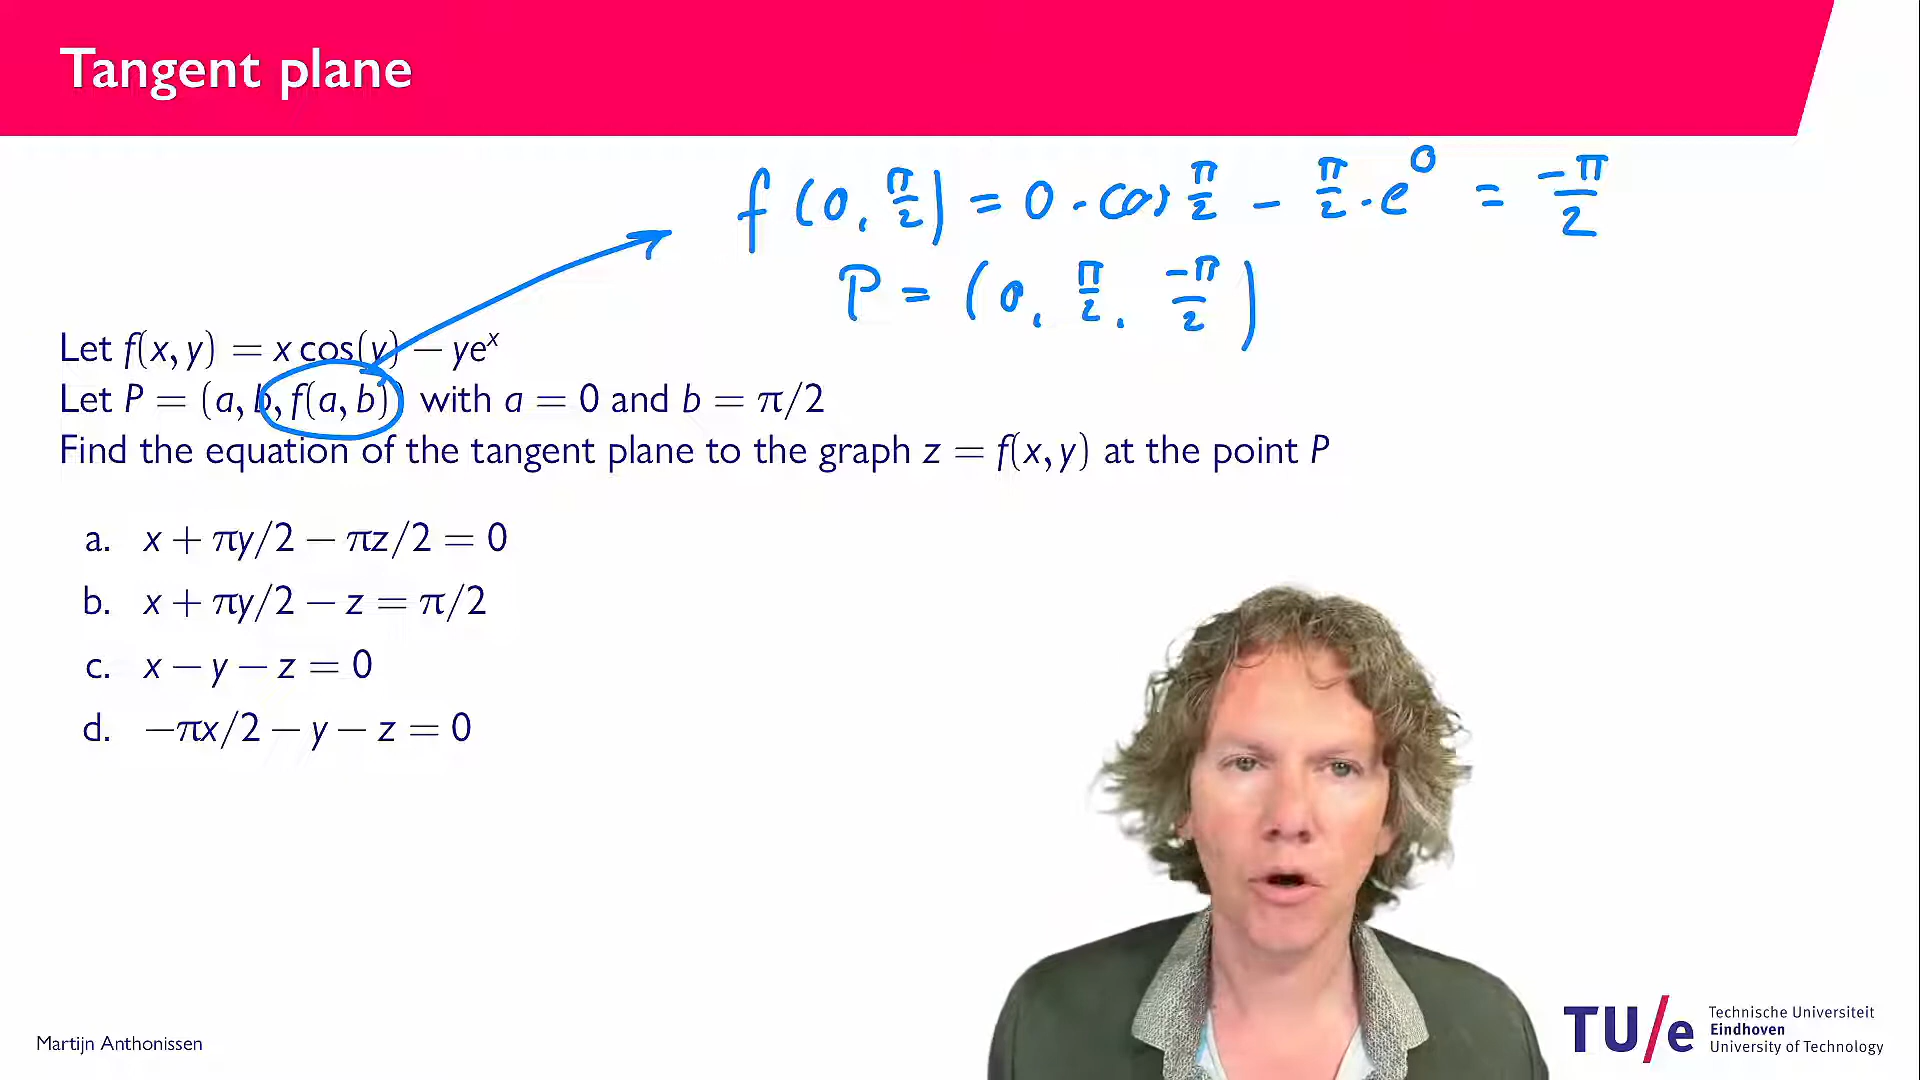 Tangent plane
f(0, π/2) = 0 · cos π/2 − π/2 · e⁰ = −π/2
P = (0, π/2, −π/2)
Let f(x, y) = x cos(y) − yeˣ
Let P = (a, b, f(a, b)) with a = 0 and b = π/2
Find the equation of the tangent plane to the graph z = f(x, y) at the point P
a. x + πy/2 − πz/2 = 0
b. x + πy/2 − z = π/2
c. x − y − z = 0
d. −πx/2 − y − z = 0
Martijn Anthonissen
TU/e
Technische Universiteit
Eindhoven
University of Technology